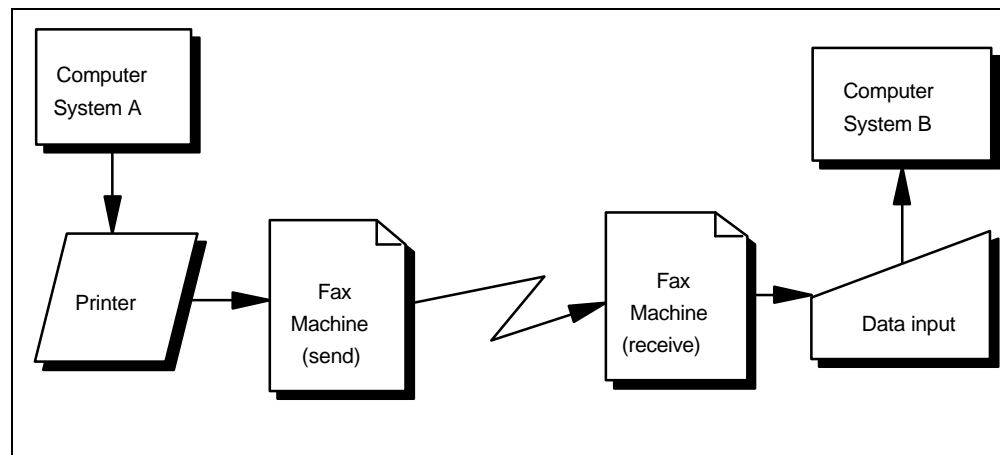 Computer
System A
Printer
Fax
Machine
(send)
Fax
Machine
(receive)
Data input
Computer
System B